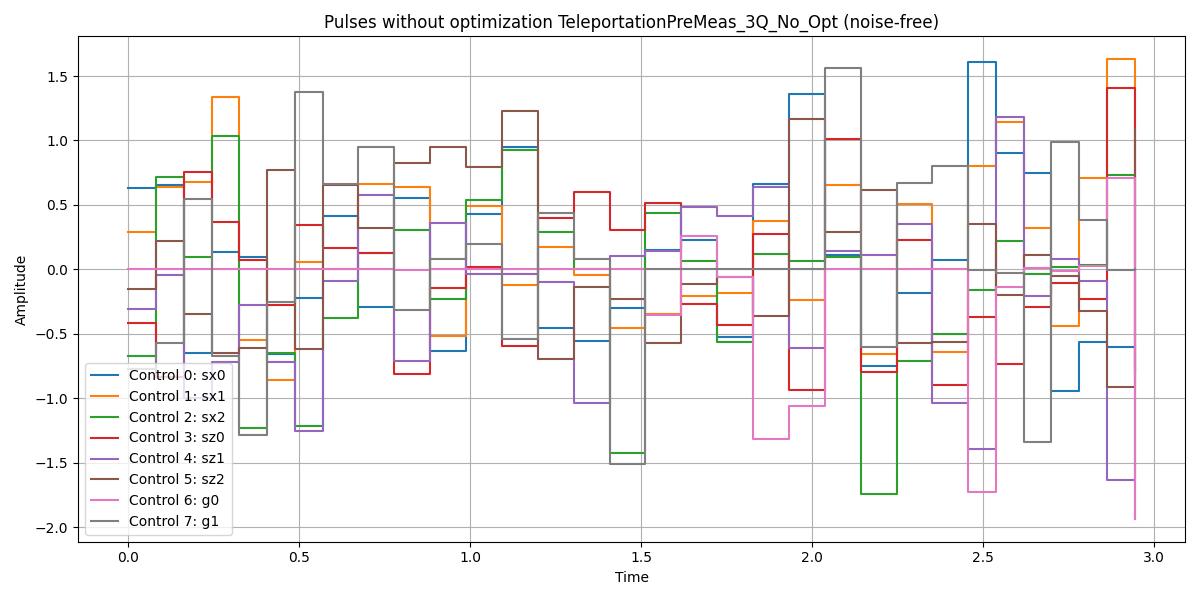 Pulses without optimization TeleportationPreMeas_3Q_No_Opt (noise-free)
Amplitude
1.5
1.0
0.5
0.0
−0.5
−1.0
−1.5
−2.0
Control 0: sx0
Control 1: sx1
Control 2: sx2
Control 3: sz0
Control 4: sz1
Control 5: sz2
Control 6: g0
Control 7: g1
0.0 0.5 1.0 1.5 2.0 2.5 3.0
Time